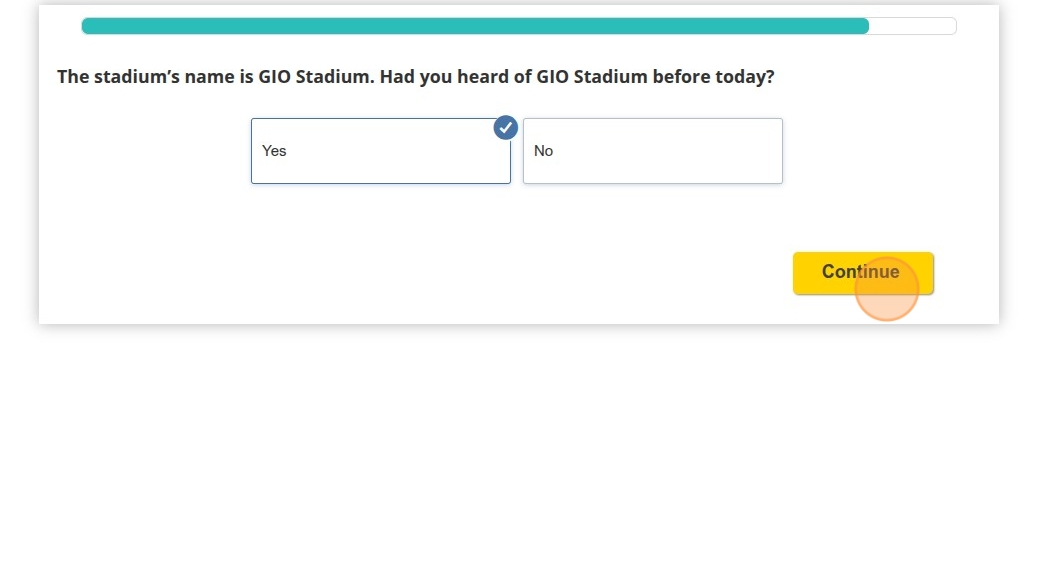 The stadium’s name is GIO Stadium. Had you heard of GIO Stadium before today?
Yes
No
Continue